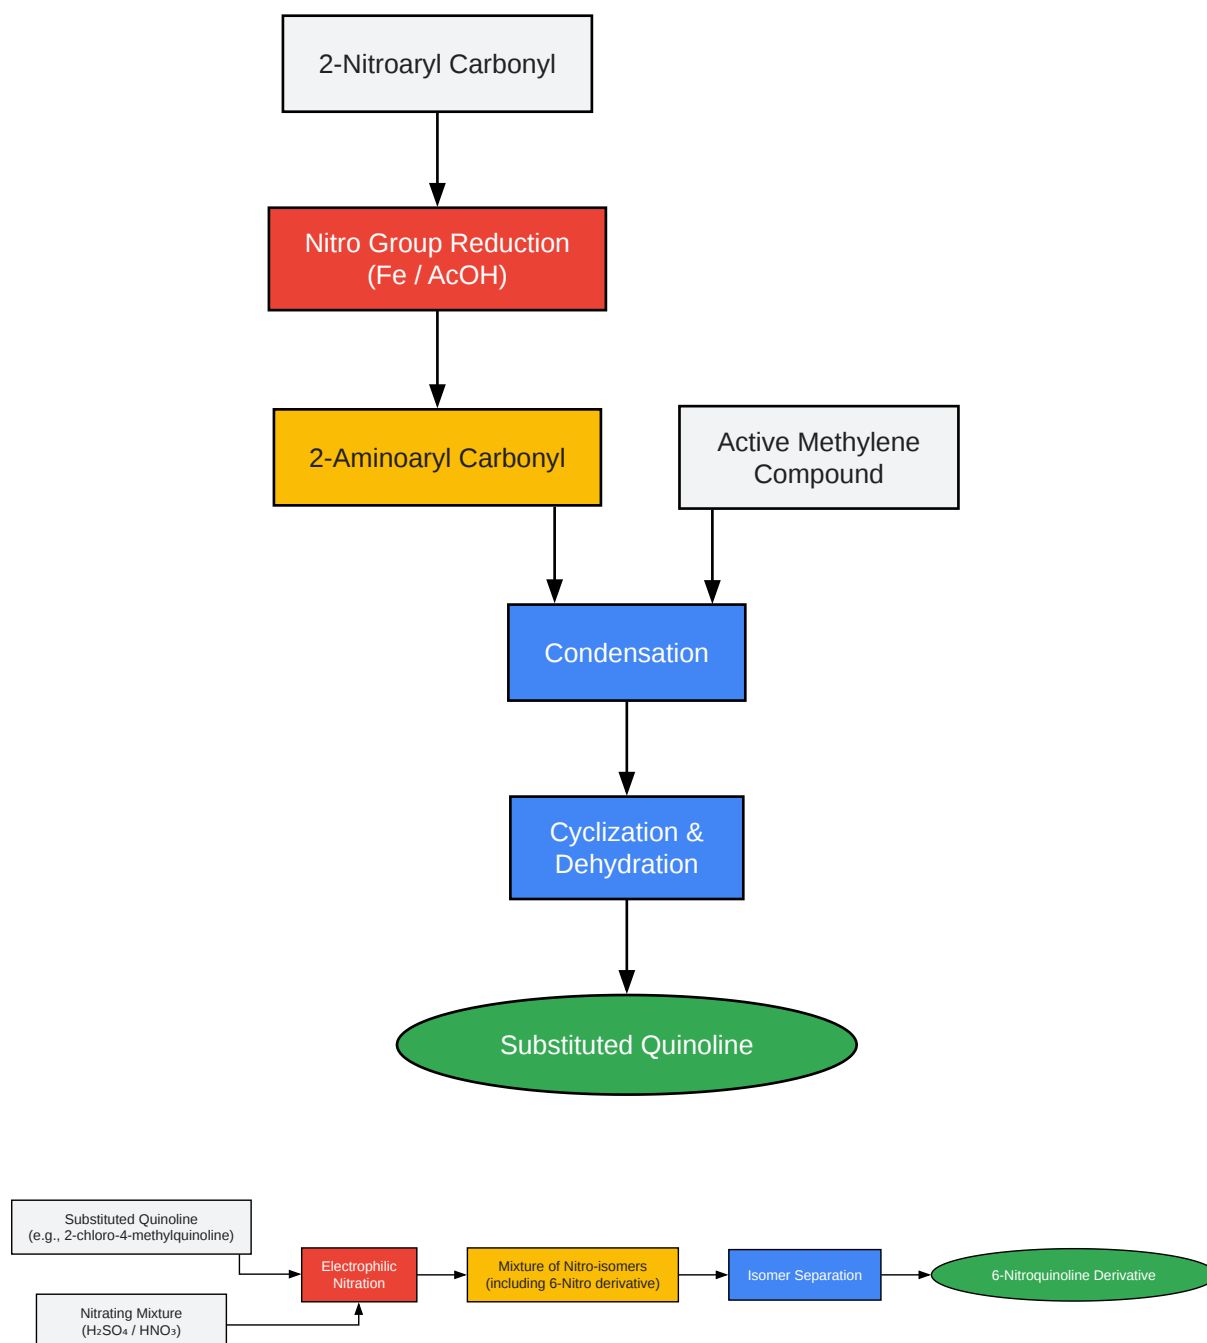 2-Nitroaryl Carbonyl
Nitro Group Reduction
(Fe / AcOH)
2-Aminoaryl Carbonyl
Active Methylene
Compound
Condensation
Cyclization &
Dehydration
Substituted Quinoline
Substituted Quinoline
(e.g., 2-chloro-4-methylquinoline)
Electrophilic
Nitration
Mixture of Nitro-isomers
(including 6-Nitro derivative)
Isomer Separation
6-Nitroquinoline Derivative
Nitrating Mixture
(H₂SO₄ / HNO₃)